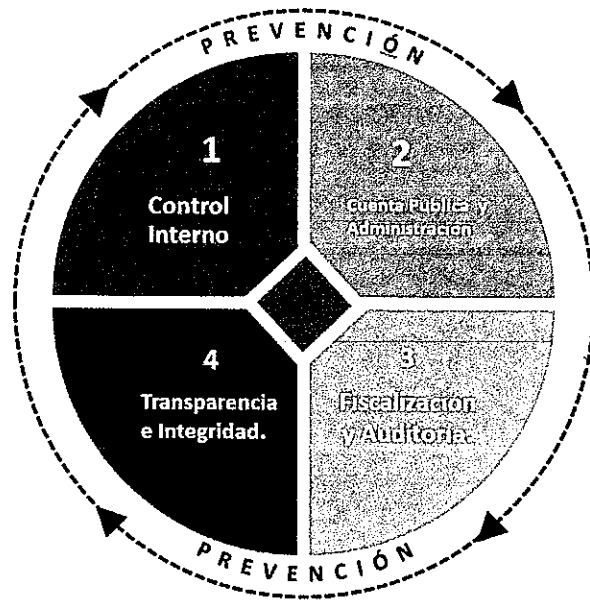 PREVENCIÓN
1
Control
Interno
2
Cuenta Pública y
Administración
4
Transparencia
e Integridad.
3
Fiscalización
y Auditoría.
PREVENCIÓN